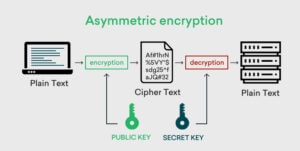 Asymmetric encryption
encryption
decryption
Plain Text
Cipher Text
Plain Text
PUBLIC KEY
SECRET KEY